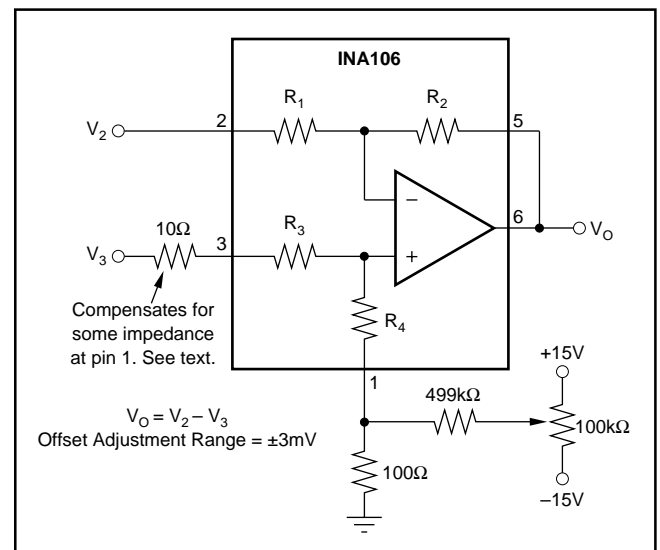 INA106
R1
R2
V2
2
5
10Ω
R3
6
VO
V3
3
−
+
Compensates for
some impedance
at pin 1. See text.
R4
1
+15V
499kΩ
VO = V2 – V3
Offset Adjustment Range = ±3mV
100kΩ
100Ω
–15V